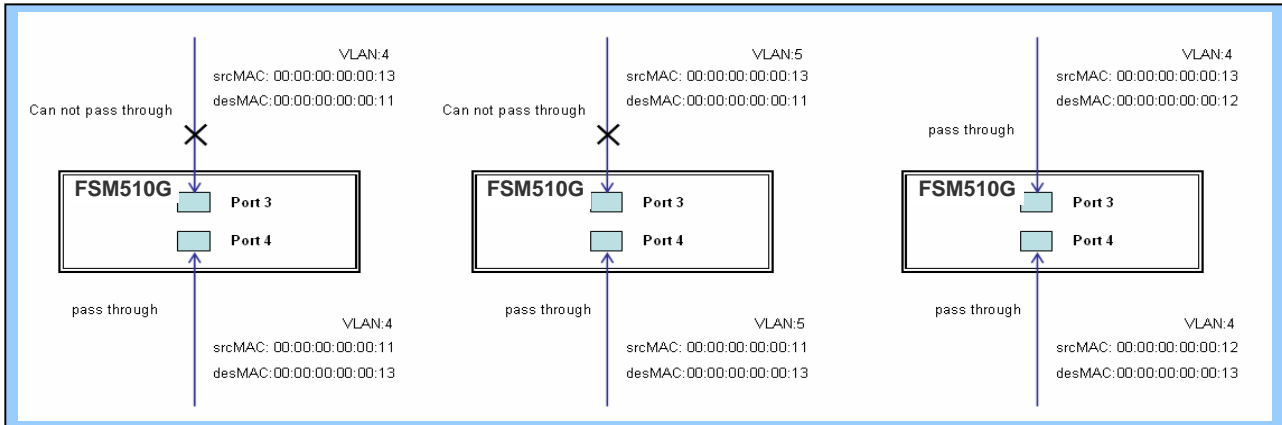 VLAN:4
srcMAC: 00:00:00:00:00:13
desMAC:00:00:00:00:00:11
Can not pass through
FSM510G
Port 3
Port 4
pass through
VLAN:4
srcMAC: 00:00:00:00:00:11
desMAC:00:00:00:00:00:13
VLAN:5
srcMAC: 00:00:00:00:00:13
desMAC:00:00:00:00:00:11
Can not pass through
FSM510G
Port 3
Port 4
pass through
VLAN:5
srcMAC: 00:00:00:00:00:11
desMAC:00:00:00:00:00:13
VLAN:4
srcMAC: 00:00:00:00:00:13
desMAC:00:00:00:00:00:12
pass through
FSM510G
Port 3
Port 4
pass through
VLAN:4
srcMAC: 00:00:00:00:00:12
desMAC:00:00:00:00:00:13